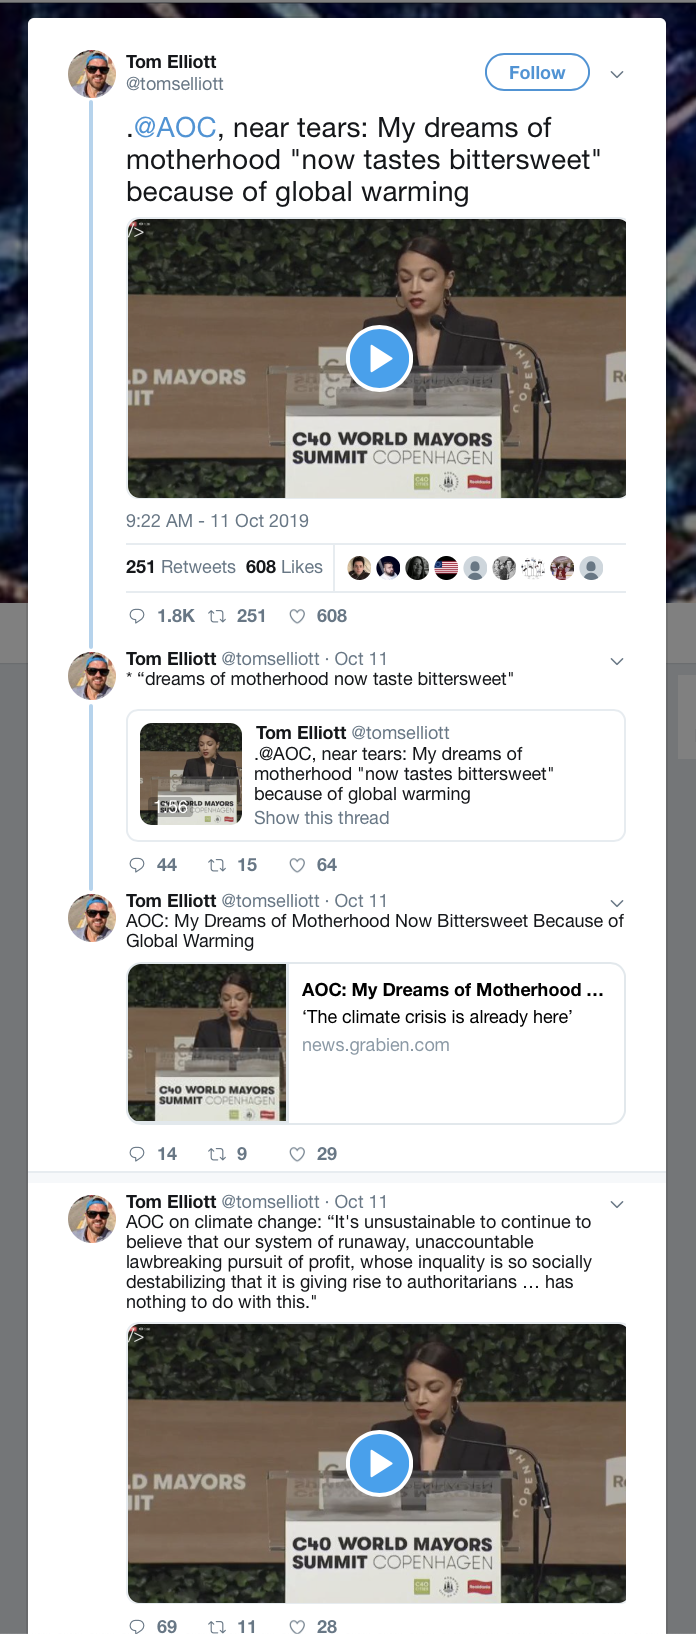 Tom Elliott
@tomselliott
Follow
.@AOC, near tears: My dreams of
motherhood "now tastes bittersweet"
because of global warming
/>
D MAYORS
IT
C40 WORLD MAYORS
SUMMIT COPENHAGEN
9:22 AM - 11 Oct 2019
251 Retweets 608 Likes
1.8K 251 608
Tom Elliott @tomselliott · Oct 11
* “dreams of motherhood now taste bittersweet"
Tom Elliott @tomselliott
.@AOC, near tears: My dreams of
motherhood "now tastes bittersweet"
because of global warming
Show this thread
44 15 64
Tom Elliott @tomselliott · Oct 11
AOC: My Dreams of Motherhood Now Bittersweet Because of
Global Warming
AOC: My Dreams of Motherhood ...
‘The climate crisis is already here’
news.grabien.com
C40 WORLD MAYORS
SUMMIT COPENHAGEN
14 9 29
Tom Elliott @tomselliott · Oct 11
AOC on climate change: “It's unsustainable to continue to
believe that our system of runaway, unaccountable
lawbreaking pursuit of profit, whose inquality is so socially
destabilizing that it is giving rise to authoritarians ... has
nothing to do with this."
/>
D MAYORS
IT
C40 WORLD MAYORS
SUMMIT COPENHAGEN
69 11 28